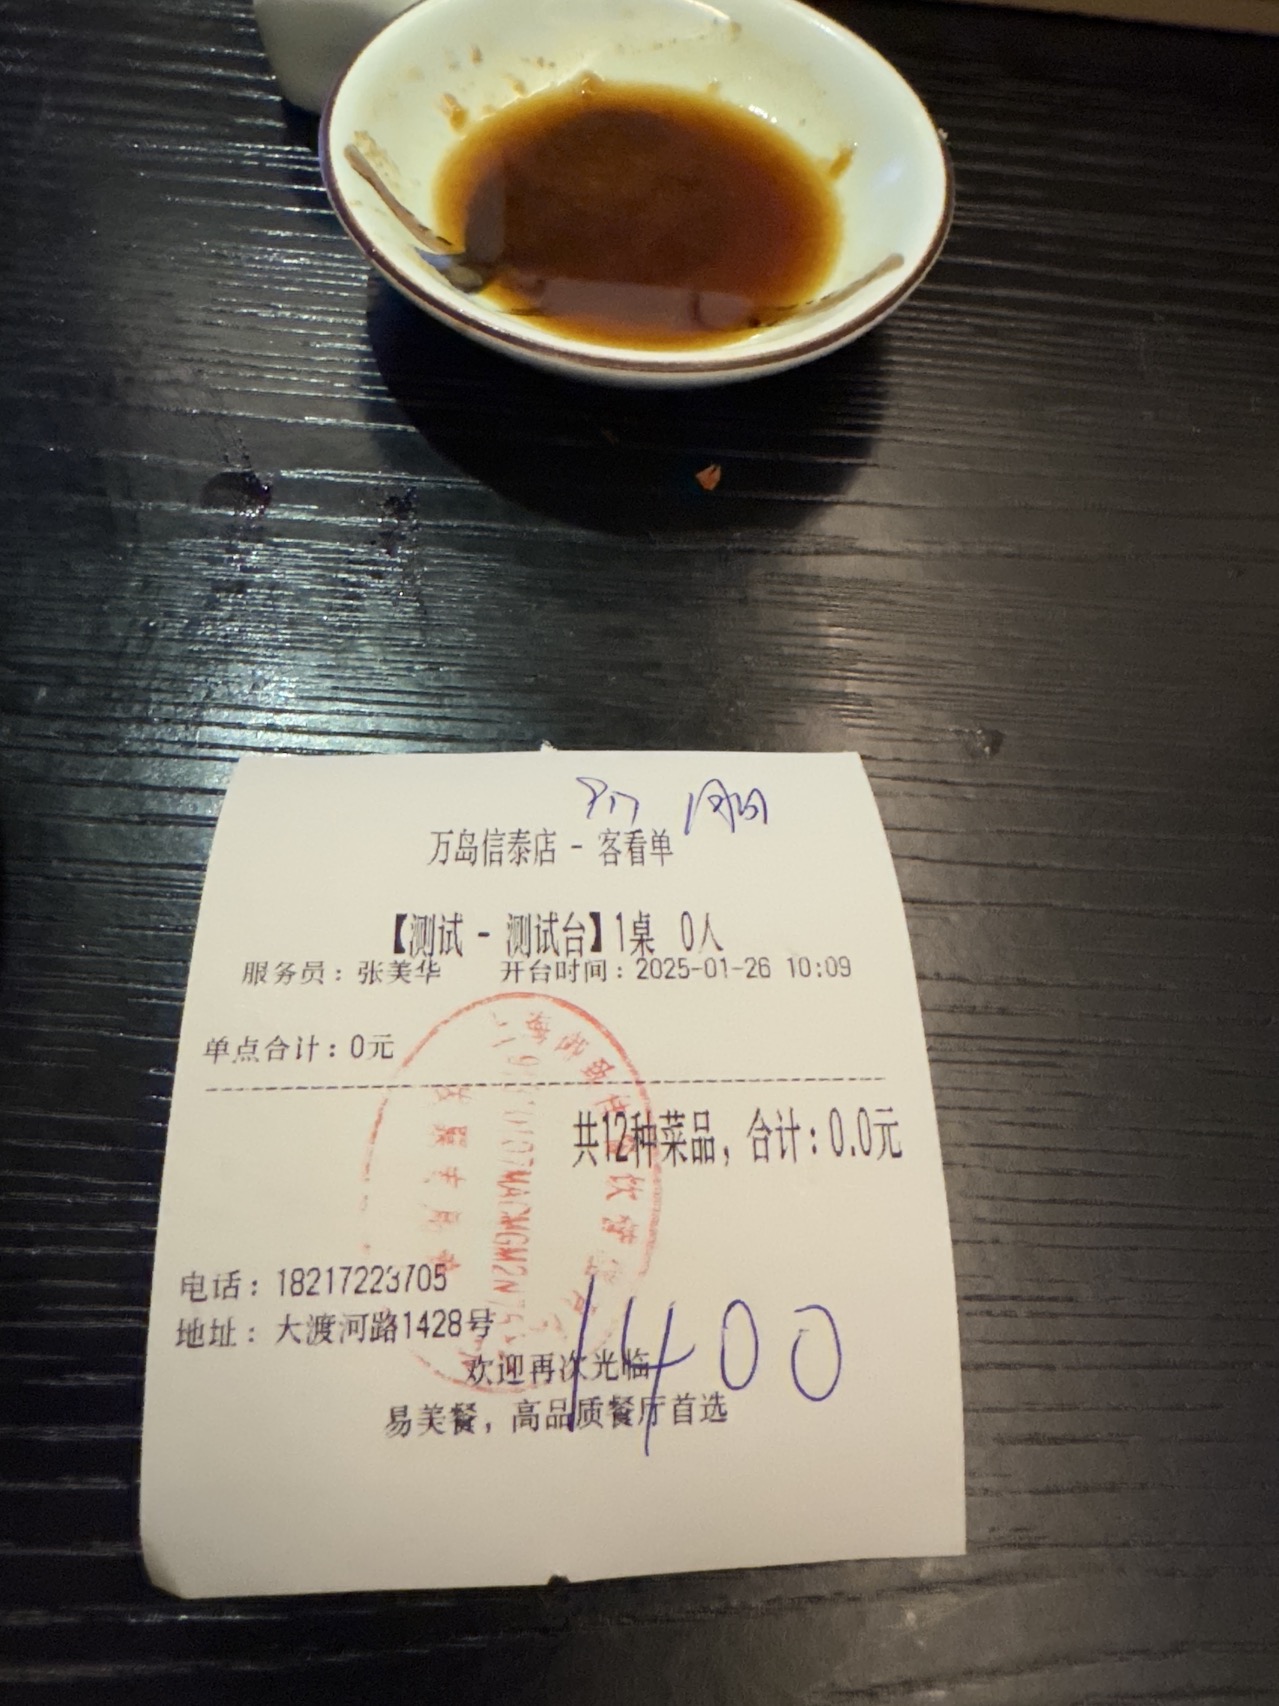 万岛信泰店 - 客看单
【测试 - 测试台】1桌 0人
服务员：张美华 开台时间：2025-01-26 10:09
单点合计：0元
共12种菜品，合计：0.0元
电话：18217223705
地址：大渡河路1428号
1400
欢迎再次光临
易美餐，高品质餐厅首选